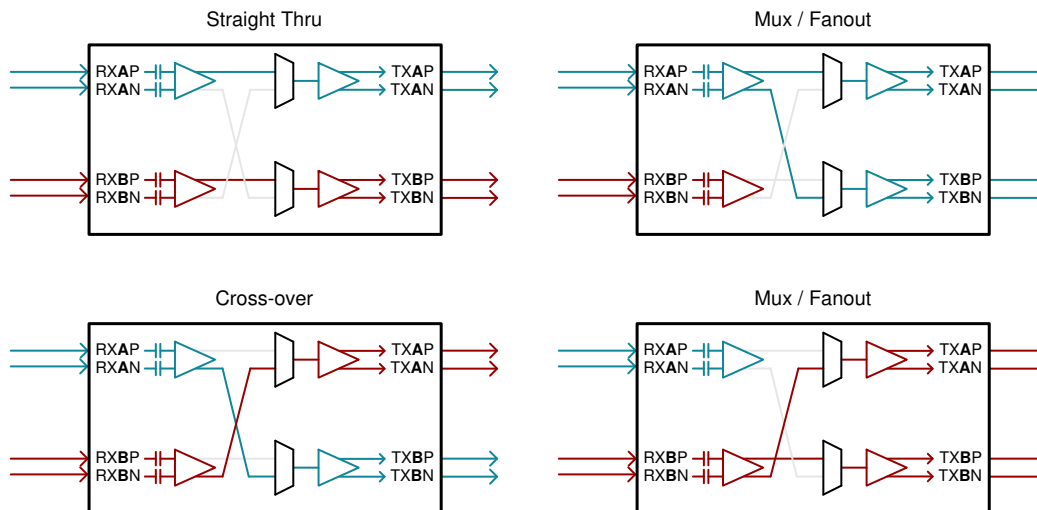 Straight Thru
RXAP
RXAN
TXAP
TXAN
RXBP
RXBN
TXBP
TXBN
Mux / Fanout
RXAP
RXAN
TXAP
TXAN
RXBP
RXBN
TXBP
TXBN
Cross-over
RXAP
RXAN
TXAP
TXAN
RXBP
RXBN
TXBP
TXBN
Mux / Fanout
RXAP
RXAN
TXAP
TXAN
RXBP
RXBN
TXBP
TXBN